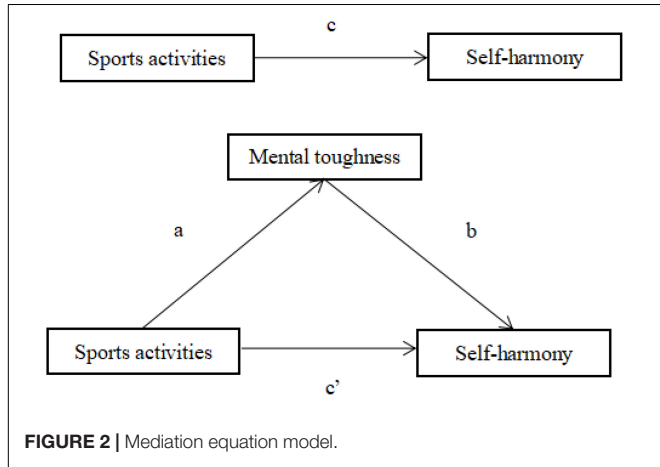 c
Sports activities
Self-harmony
Mental toughness
a
b
Sports activities
Self-harmony
c'
FIGURE 2 | Mediation equation model.